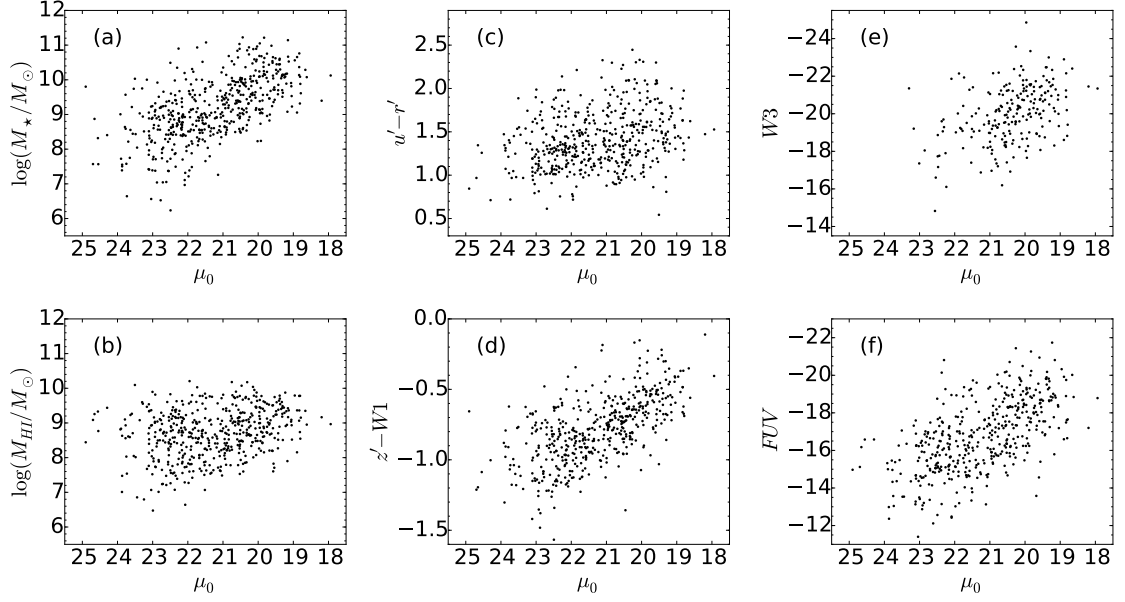 (a)
12
11
10
9
8
7
6
log(M⋆/M⊙)
25 24 23 22 21 20 19 18
μ0
(c)
2.5
2.0
1.5
1.0
0.5
u′−r′
25 24 23 22 21 20 19 18
μ0
(e)
−24
−22
−20
−18
−16
−14
W3
25 24 23 22 21 20 19 18
μ0
(b)
12
11
10
9
8
7
6
log(MHI/M⊙)
25 24 23 22 21 20 19 18
μ0
(d)
0.0
−0.5
−1.0
−1.5
z′−W1
25 24 23 22 21 20 19 18
μ0
(f)
−22
−20
−18
−16
−14
−12
FUV
25 24 23 22 21 20 19 18
μ0